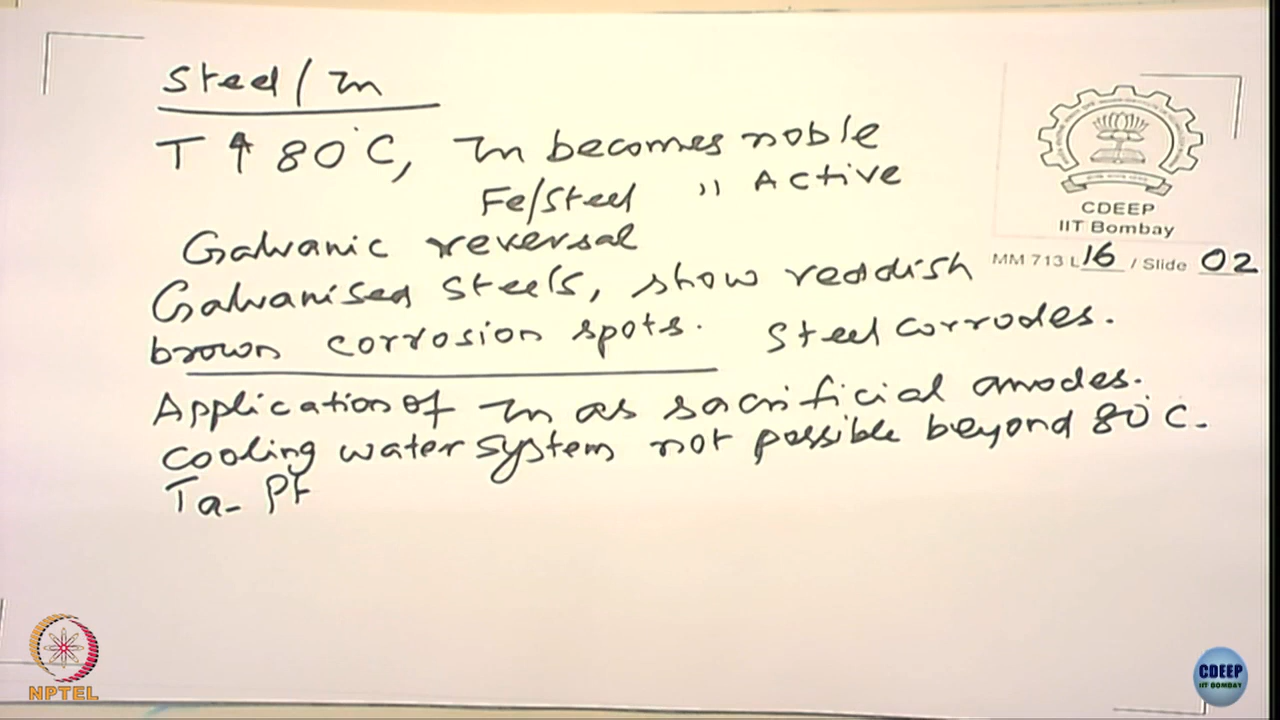 Steel / Zn
T ↑ 80°C, Zn becomes noble
Fe/Steel " Active
Galvanic reversal
Galvanised steels, show reddish
brown corrosion spots. Steel corrodes.
Application of Zn as sacrificial anodes.
cooling water system not possible beyond 80°C.
Ta- Pt
CDEEP
IIT Bombay
MM 713 L 16 / Slide 02
NPTEL
CDEEP
IIT BOMBAY